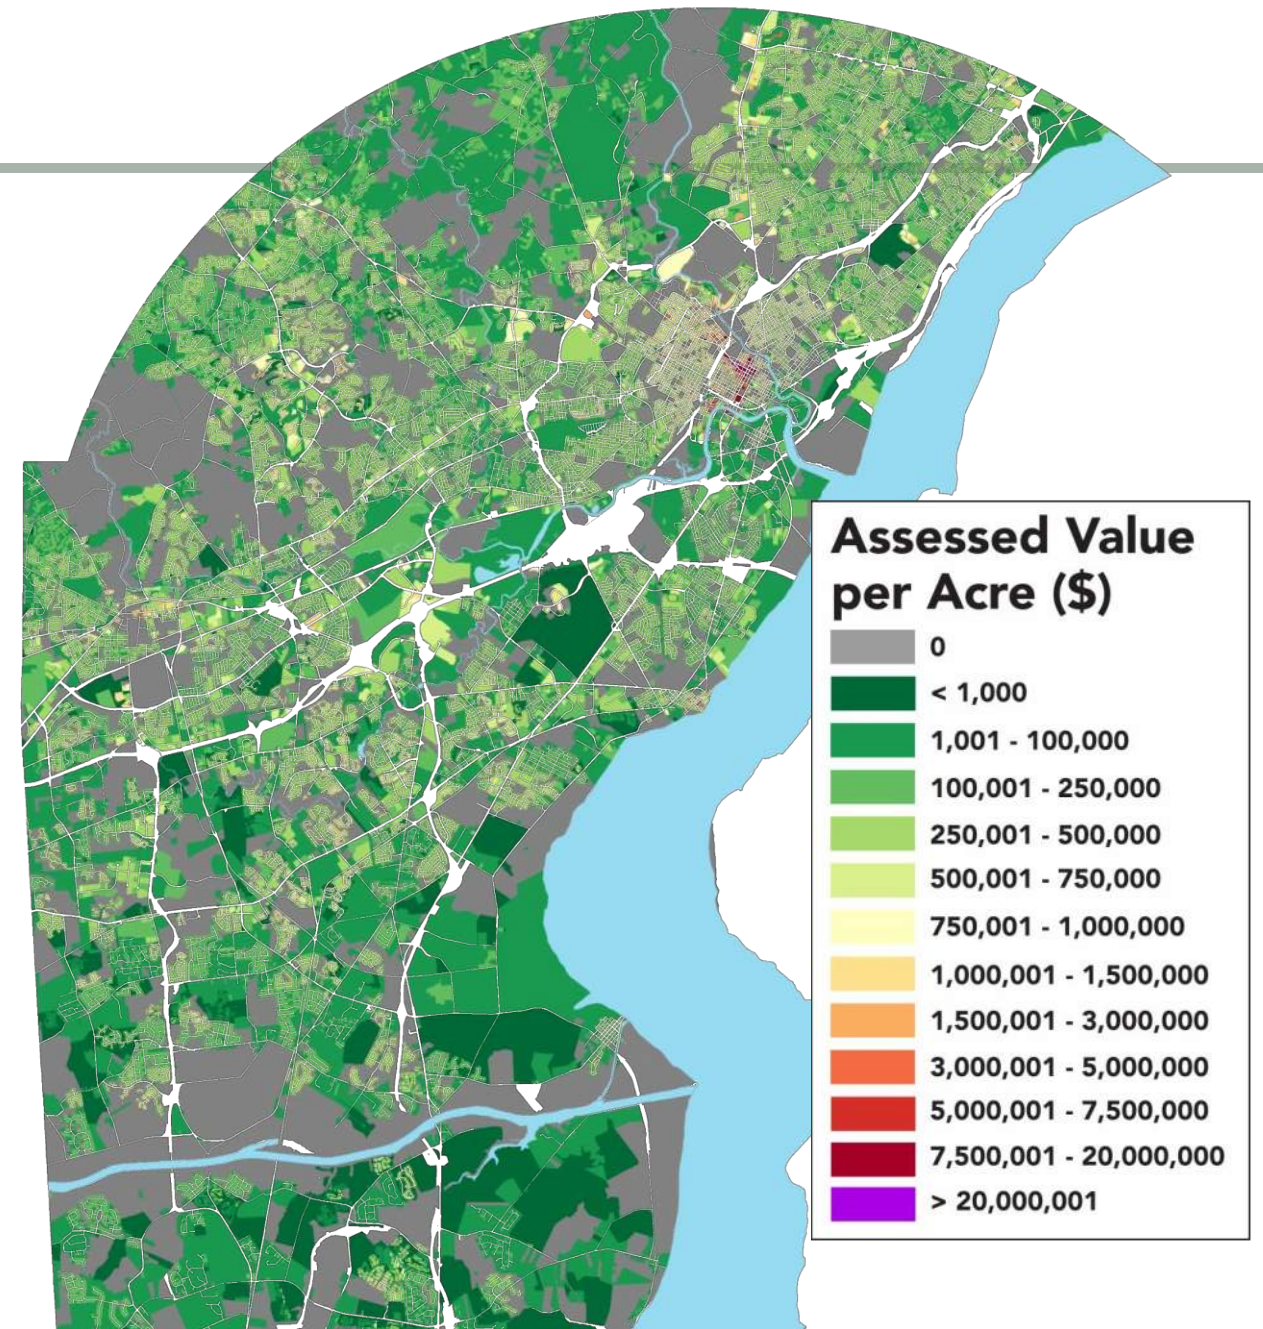 Assessed Value
per Acre ($)
0
< 1,000
1,001 - 100,000
100,001 - 250,000
250,001 - 500,000
500,001 - 750,000
750,001 - 1,000,000
1,000,001 - 1,500,000
1,500,001 - 3,000,000
3,000,001 - 5,000,000
5,000,001 - 7,500,000
7,500,001 - 20,000,000
> 20,000,001